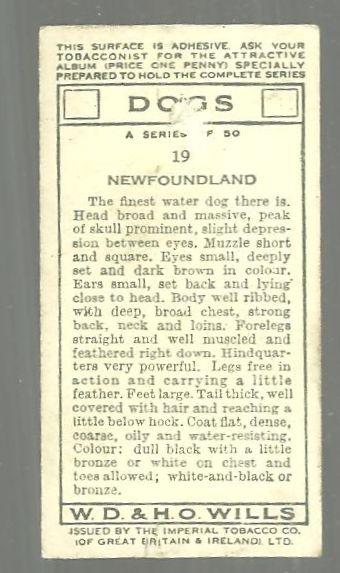 THIS SURFACE IS ADHESIVE. ASK YOUR
TOBACCONIST FOR THE ATTRACTIVE
ALBUM (PRICE ONE PENNY) SPECIALLY
PREPARED TO HOLD THE COMPLETE SERIES
DOGS
A SERIES F 50
19
NEWFOUNDLAND
The finest water dog there is.
Head broad and massive, peak
of skull prominent, slight depres-
sion between eyes. Muzzle short
and square. Eyes small, deeply
set and dark brown in colour.
Ears small, set back and lying
close to head. Body well ribbed,
with deep, broad chest, strong
back, neck and loins. Forelegs
straight and well muscled and
feathered right down. Hindquar-
ters very powerful. Legs free in
action and carrying a little
feather. Feet large. Tail thick, well
covered with hair and reaching a
little below hock. Coat flat, dense,
coarse, oily and water-resisting.
Colour: dull black with a little
bronze or white on chest and
toes allowed; white-and-black or
bronze.
W. D. & H. O. WILLS
ISSUED BY THE IMPERIAL TOBACCO CO.
(OF GREAT BRITAIN & IRELAND), LTD.